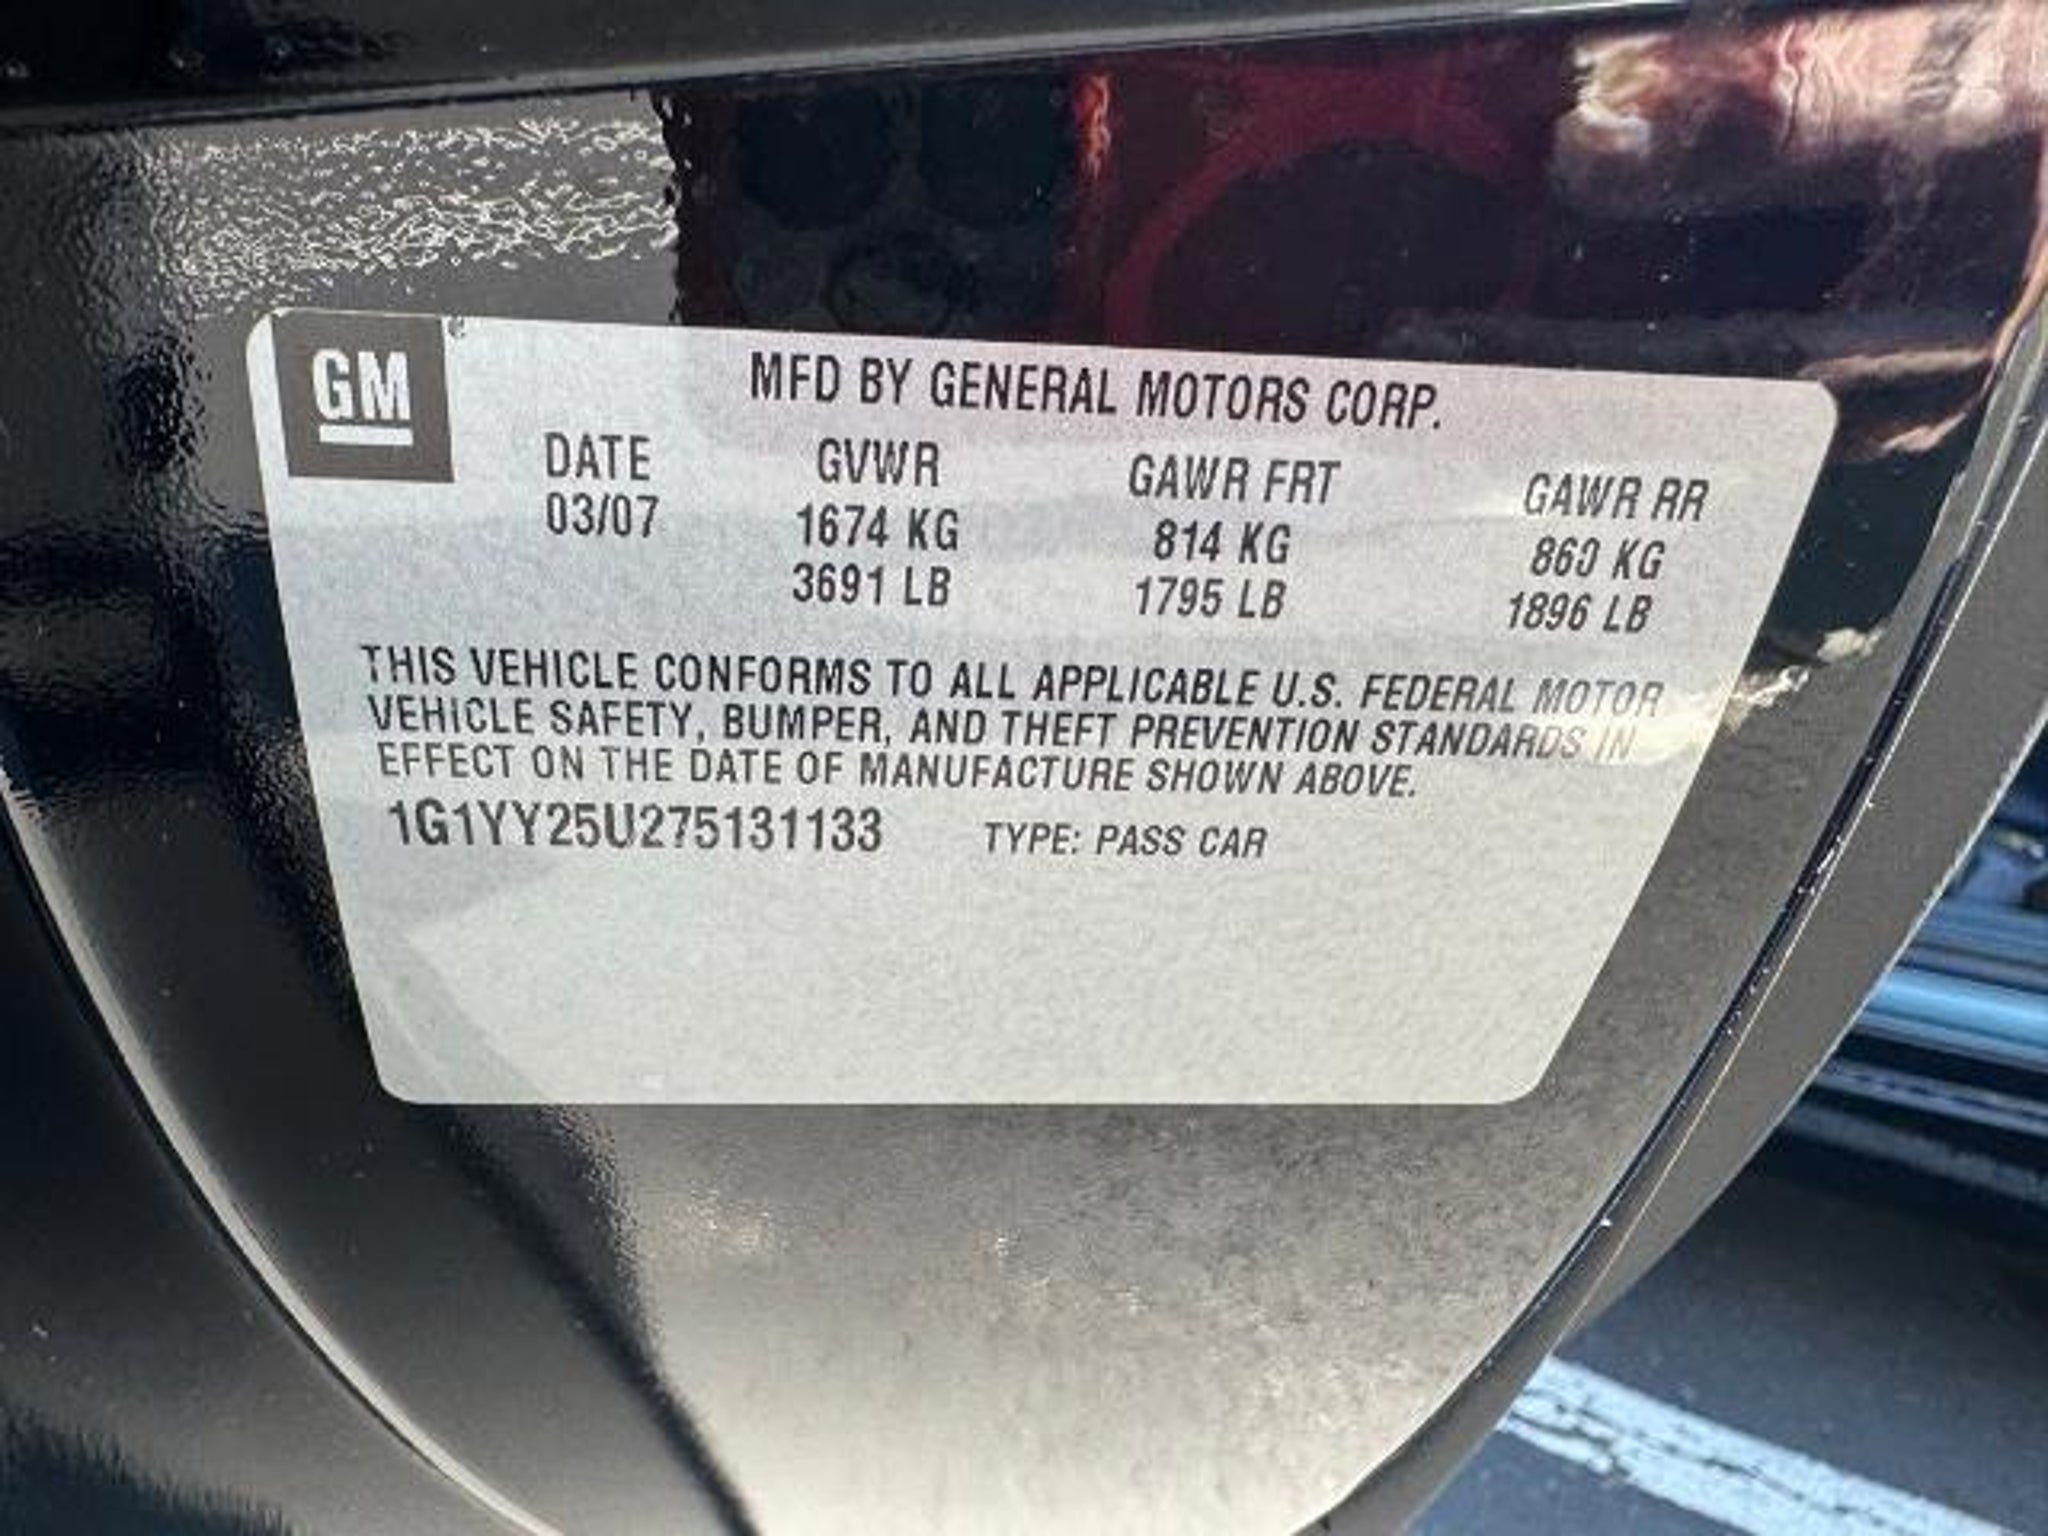 GM
MFD BY GENERAL MOTORS CORP.
DATE GVWR GAWR FRT GAWR RR
03/07 1674 KG 814 KG 860 KG
3691 LB 1795 LB 1896 LB
THIS VEHICLE CONFORMS TO ALL APPLICABLE U.S. FEDERAL MOTOR
VEHICLE SAFETY, BUMPER, AND THEFT PREVENTION STANDARDS IN
EFFECT ON THE DATE OF MANUFACTURE SHOWN ABOVE.
1G1YY25U275131133 TYPE: PASS CAR